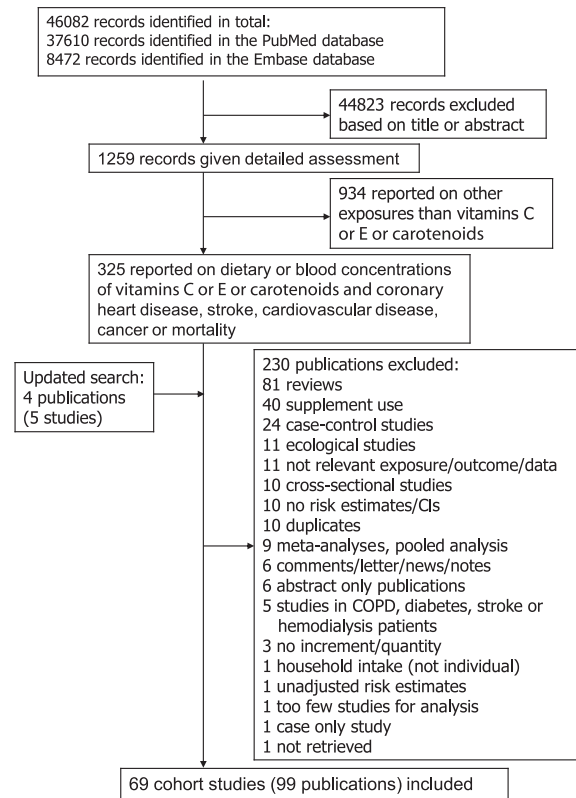 46082 records identified in total:
37610 records identified in the PubMed database
8472 records identified in the Embase database
44823 records excluded
based on title or abstract
1259 records given detailed assessment
934 reported on other
exposures than vitamins C
or E or carotenoids
325 reported on dietary or blood concentrations
of vitamins C or E or carotenoids and coronary
heart disease, stroke, cardiovascular disease,
cancer or mortality
Updated search:
4 publications
(5 studies)
230 publications excluded:
81 reviews
40 supplement use
24 case-control studies
11 ecological studies
11 not relevant exposure/outcome/data
10 cross-sectional studies
10 no risk estimates/CIs
10 duplicates
9 meta-analyses, pooled analysis
6 comments/letter/news/notes
6 abstract only publications
5 studies in COPD, diabetes, stroke or
hemodialysis patients
3 no increment/quantity
1 household intake (not individual)
1 unadjusted risk estimates
1 too few studies for analysis
1 case only study
1 not retrieved
69 cohort studies (99 publications) included